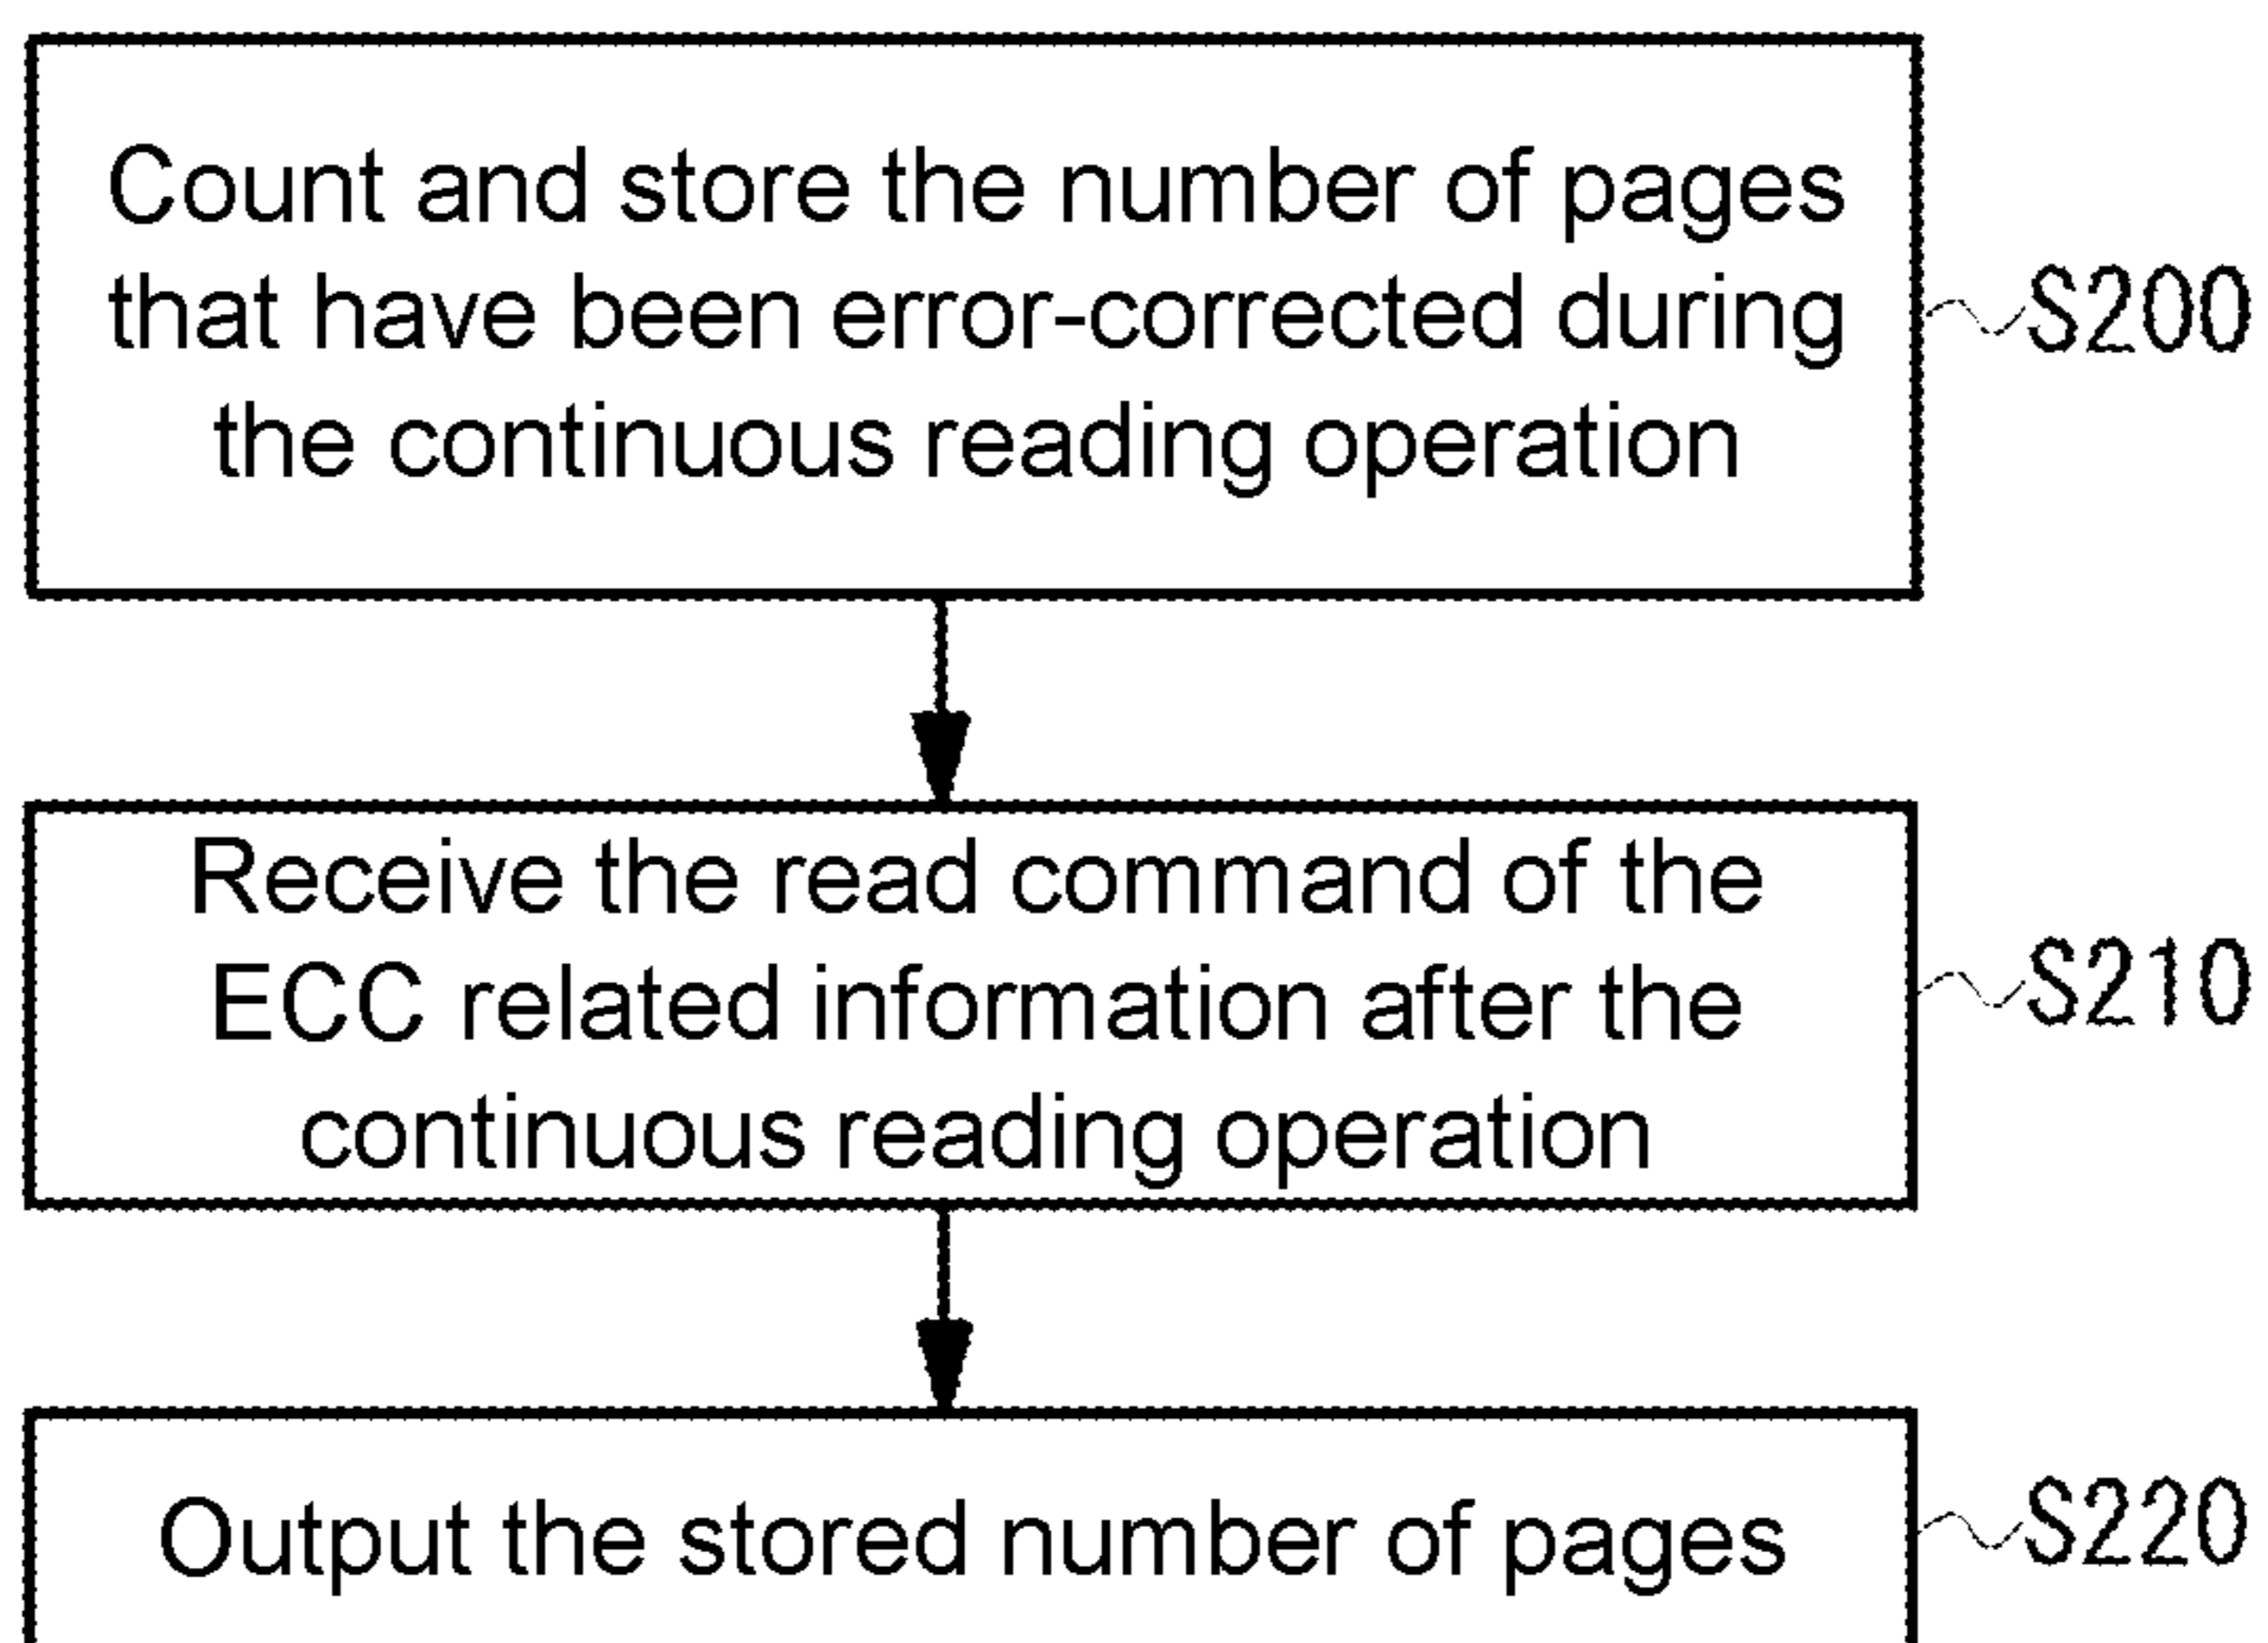 Count and store the number of pages
that have been error-corrected during
the continuous reading operation
S200
Receive the read command of the
ECC related information after the
continuous reading operation
S210
Output the stored number of pages
S220